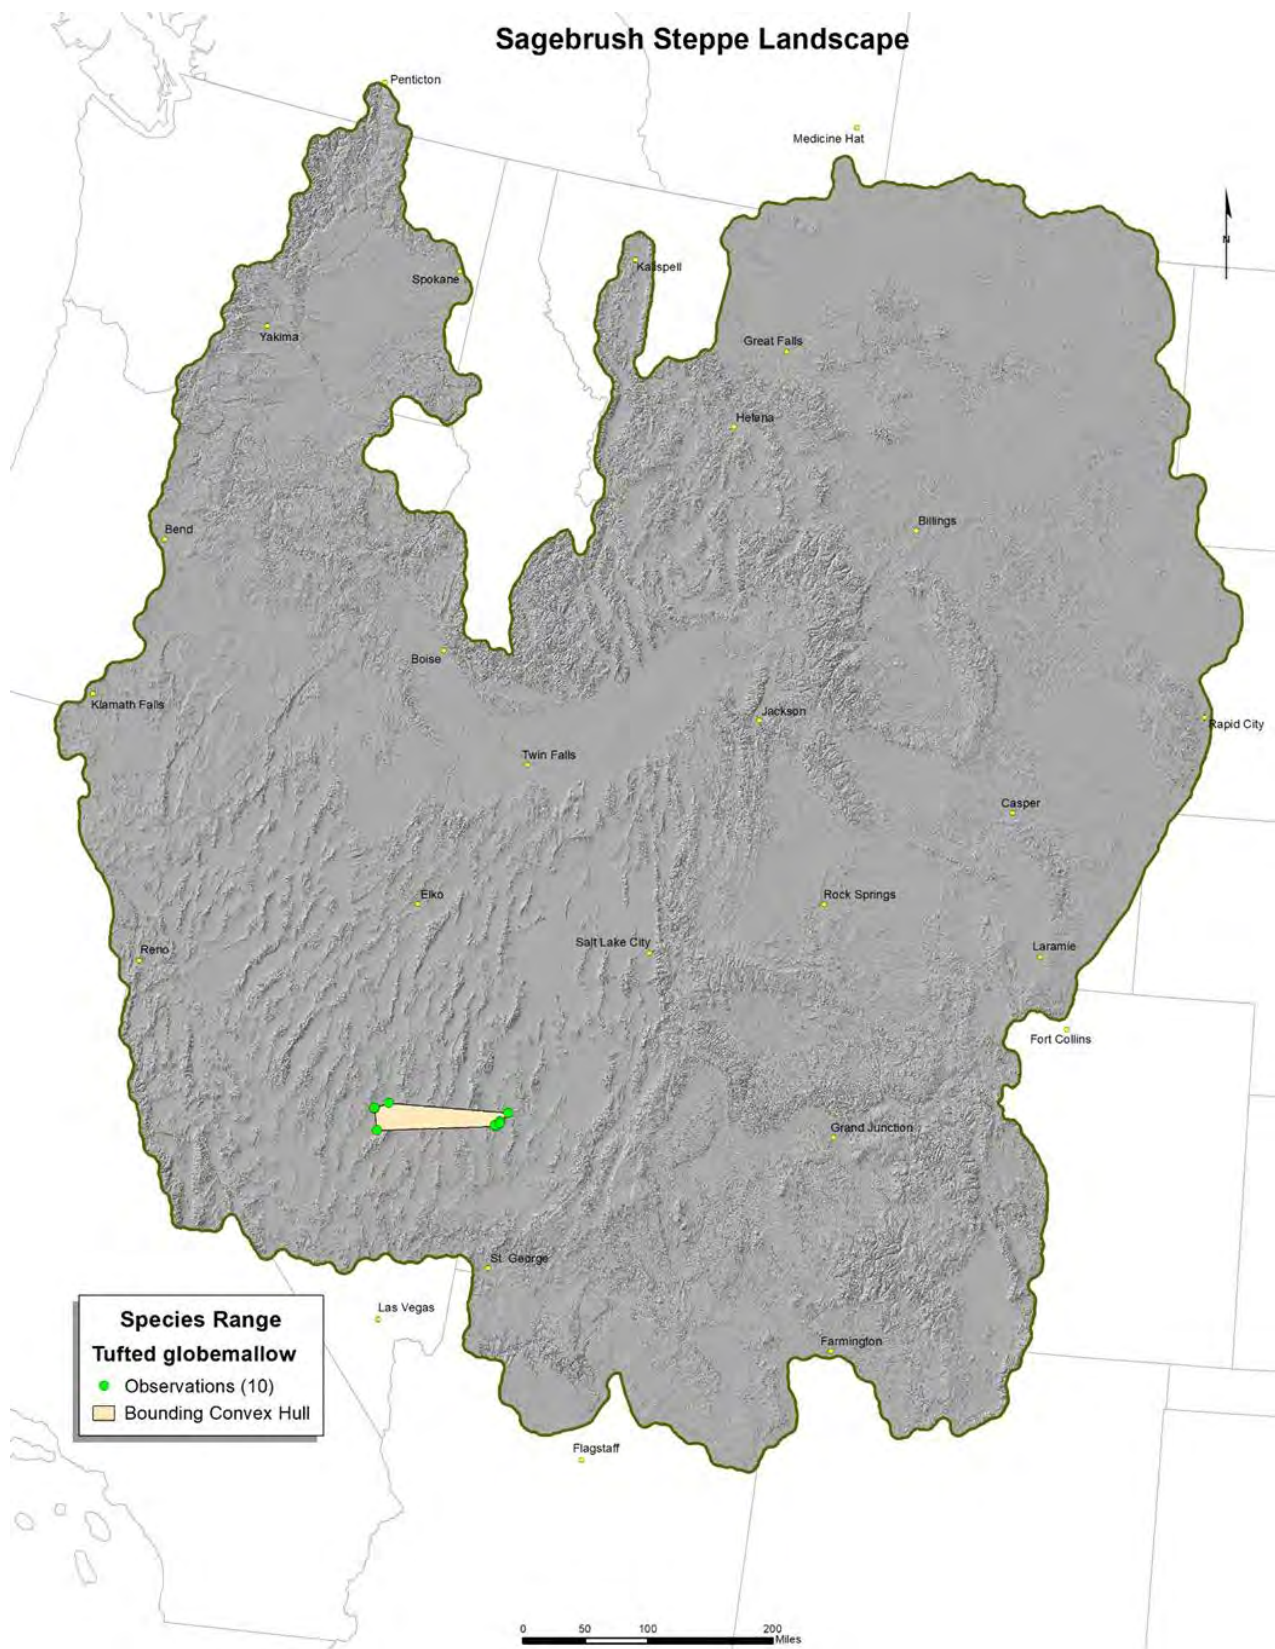 Sagebrush Steppe Landscape
Penticton
Medicine Hat
N
Spokane
Kalispell
Yakima
Great Falls
Helena
Bend
Billings
Boise
Klamath Falls
Jackson
Rapid City
Twin Falls
Casper
Elko
Rock Springs
Reno
Salt Lake City
Laramie
Fort Collins
Grand Junction
St. George
Las Vegas
Farmington
Species Range
Tufted globemallow
Observations (10)
Bounding Convex Hull
Flagstaff
0 50 100 200
Miles